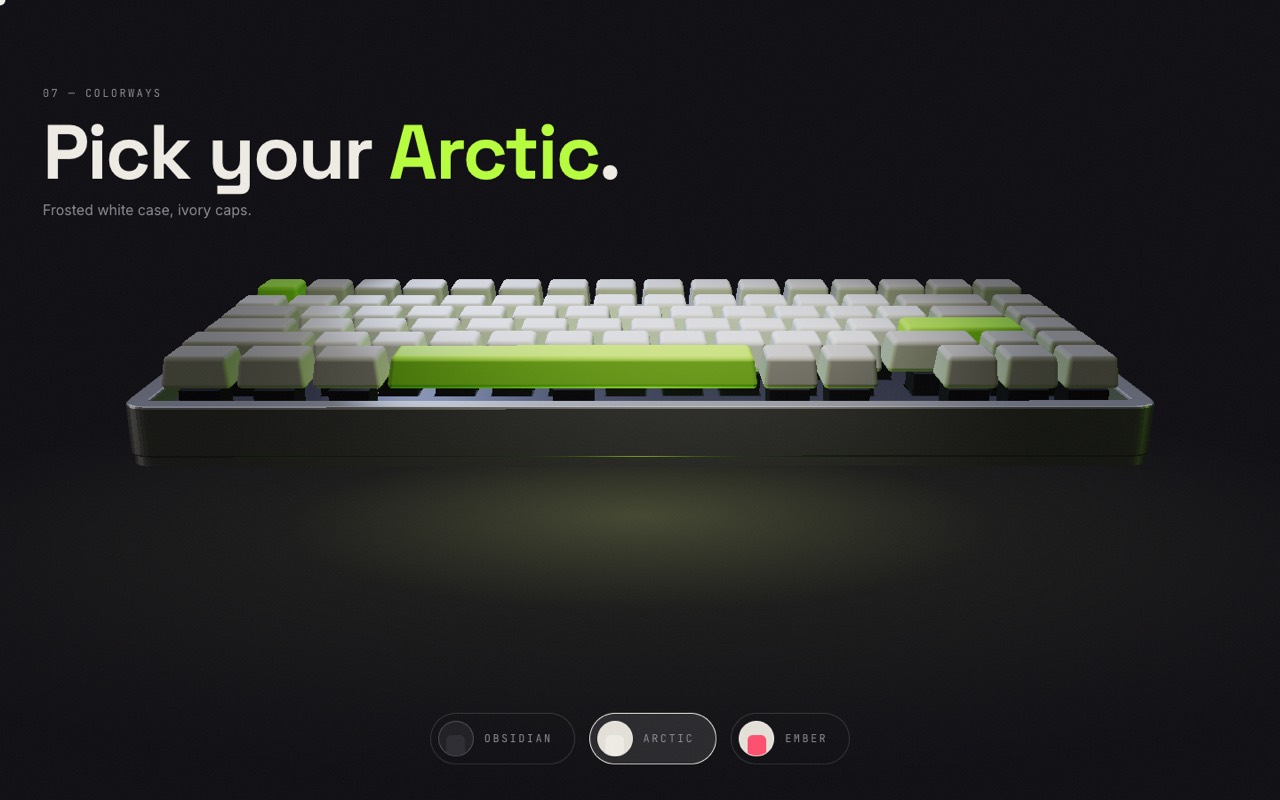 07 — COLORWAYS
Pick your Arctic.
Frosted white case, ivory caps.
OBSIDIAN
ARCTIC
EMBER